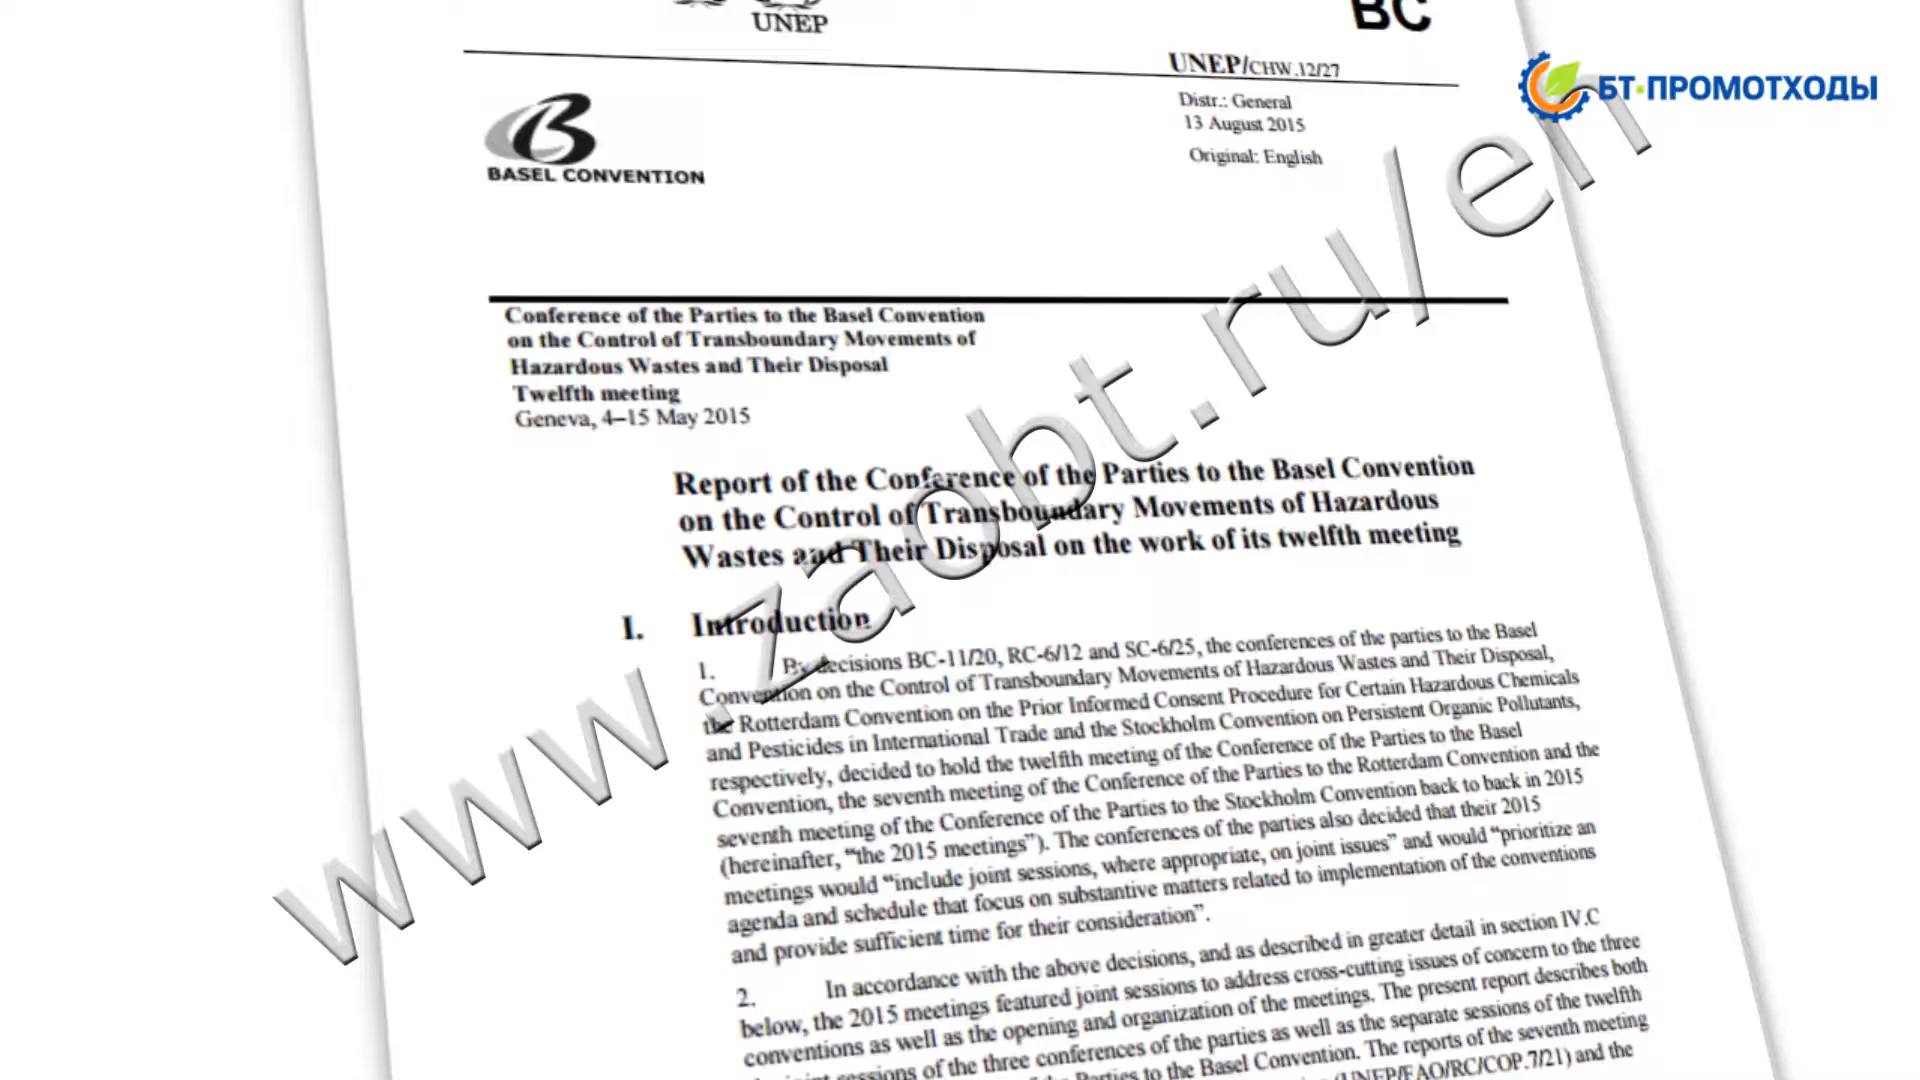 UNEP
BC
UNEP/CHW.12/27
БТ·ПРОМОТХОДЫ
Distr.: General
13 August 2015
Original: English
BASEL CONVENTION
Conference of the Parties to the Basel Convention
on the Control of Transboundary Movements of
Hazardous Wastes and Their Disposal
Twelfth meeting
Geneva, 4–15 May 2015
Report of the Conference of the Parties to the Basel Convention
on the Control of Transboundary Movements of Hazardous
Wastes and Their Disposal on the work of its twelfth meeting
I. Introduction
1. By decisions BC-11/20, RC-6/12 and SC-6/25, the conferences of the parties to the Basel
Convention on the Control of Transboundary Movements of Hazardous Wastes and Their Disposal,
the Rotterdam Convention on the Prior Informed Consent Procedure for Certain Hazardous Chemicals
and Pesticides in International Trade and the Stockholm Convention on Persistent Organic Pollutants,
respectively, decided to hold the twelfth meeting of the Conference of the Parties to the Basel
Convention, the seventh meeting of the Conference of the Parties to the Rotterdam Convention and the
seventh meeting of the Conference of the Parties to the Stockholm Convention back to back in 2015
(hereinafter, “the 2015 meetings”). The conferences of the parties also decided that their 2015
meetings would “include joint sessions, where appropriate, on joint issues” and would “prioritize an
agenda and schedule that focus on substantive matters related to implementation of the conventions
and provide sufficient time for their consideration”.
2. In accordance with the above decisions, and as described in greater detail in section IV.C
below, the 2015 meetings featured joint sessions to address cross-cutting issues of concern to the three
conventions as well as the opening and organization of the meetings. The present report describes both
sessions of the three conferences of the parties as well as the separate sessions of the twelfth
Parties to the Basel Convention. The reports of the seventh meeting
(UNEP/FAO/RC/COP.7/21) and the
www.zaobt.ru/en